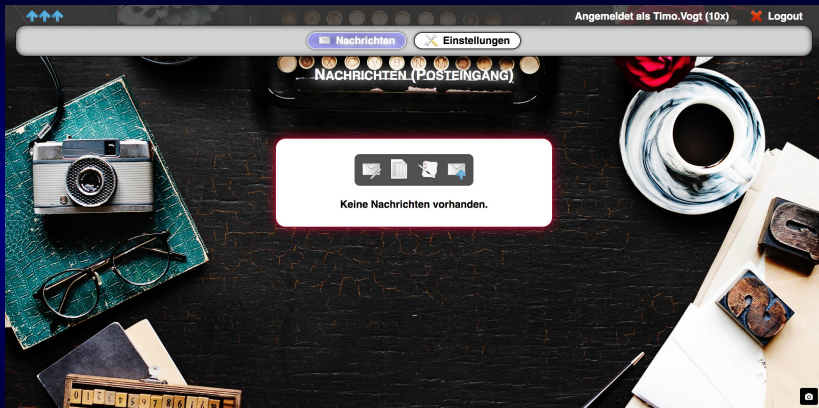 Angemeldet als Timo.Vogt (10x) Logout
Nachrichten Einstellungen
Nachrichten (Posteingang)
Keine Nachrichten vorhanden.